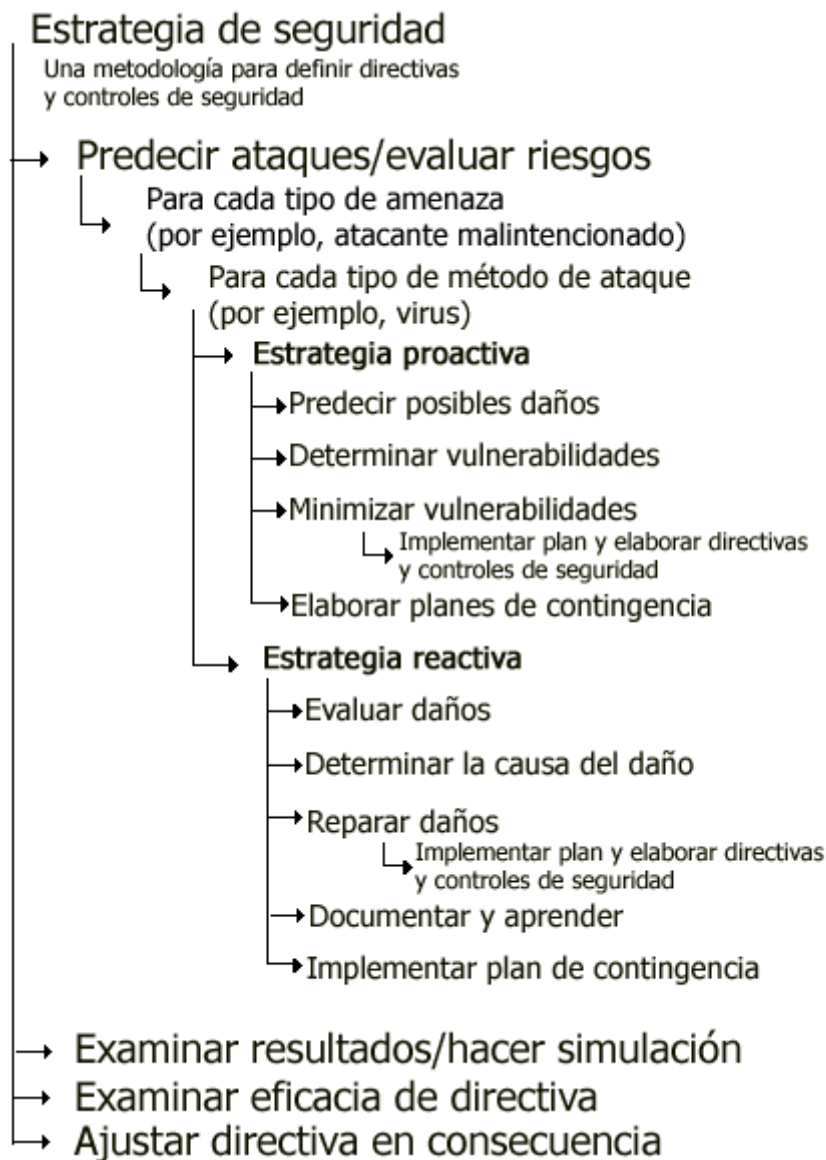 Estrategia de seguridad
Una metodología para definir directivas
y controles de seguridad
Predecir ataques/evaluar riesgos
Para cada tipo de amenaza
(por ejemplo, atacante malintencionado)
Para cada tipo de método de ataque
(por ejemplo, virus)
Estrategia proactiva
Predecir posibles daños
Determinar vulnerabilidades
Minimizar vulnerabilidades
Implementar plan y elaborar directivas
y controles de seguridad
Elaborar planes de contingencia
Estrategia reactiva
Evaluar daños
Determinar la causa del daño
Reparar daños
Implementar plan y elaborar directivas
y controles de seguridad
Documentar y aprender
Implementar plan de contingencia
Examinar resultados/hacer simulación
Examinar eficacia de directiva
Ajustar directiva en consecuencia